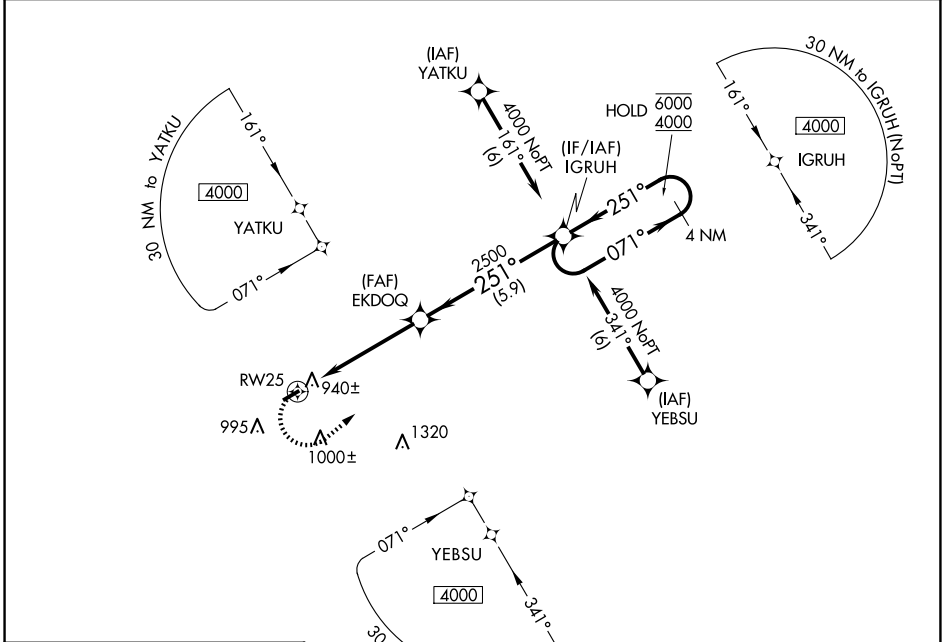 (IAF)
YATKU
4000 NoPT
161°
(6)
HOLD
6000
4000
(IF/IAF)
IGRUH
251°
071°
4 NM
30 NM to IGRUH (NoPT)
161°
4000
IGRUH
341°
30 NM to YATKU
161°
4000
YATKU
071°
2500
251°
(5.9)
(FAF)
EKDOQ
4000 NoPT
341°
(6)
(IAF)
YEBSU
RW25
940±
995
1000±
1320
071°
YEBSU
4000
341°
30